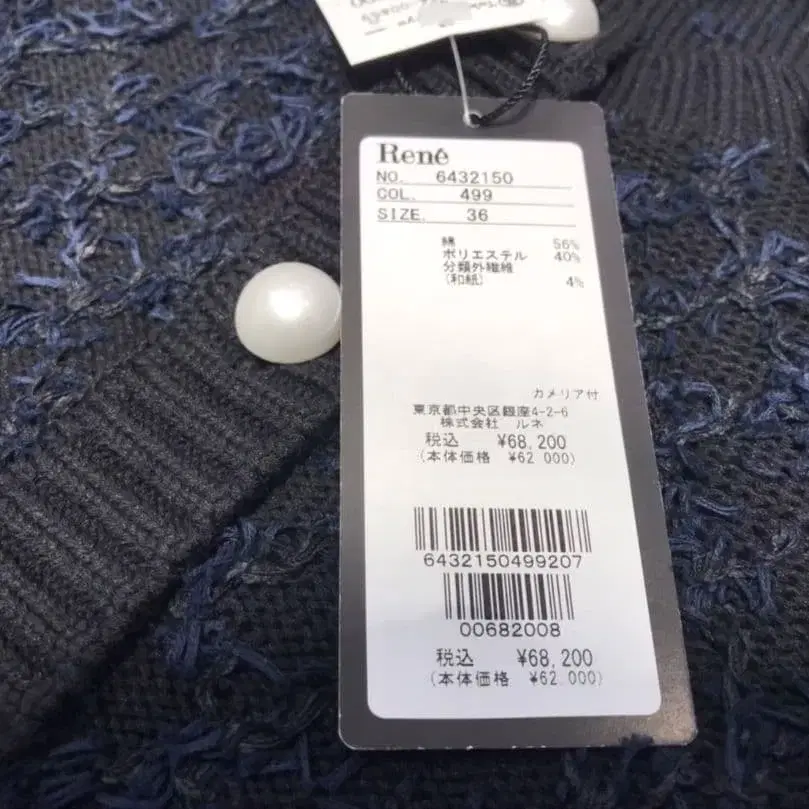 René
NO. 6432150
COL. 499
SIZE. 36
綿 56%
ポリエステル 40%
分類外繊維
(和紙) 4%
カメリア付
東京都中央区銀座4-2-6
株式会社 ルネ
税込 ¥68,200
(本体価格 ¥62 000)
6432150499207
00682008
税込 ¥68,200
(本体価格 ¥62 000)